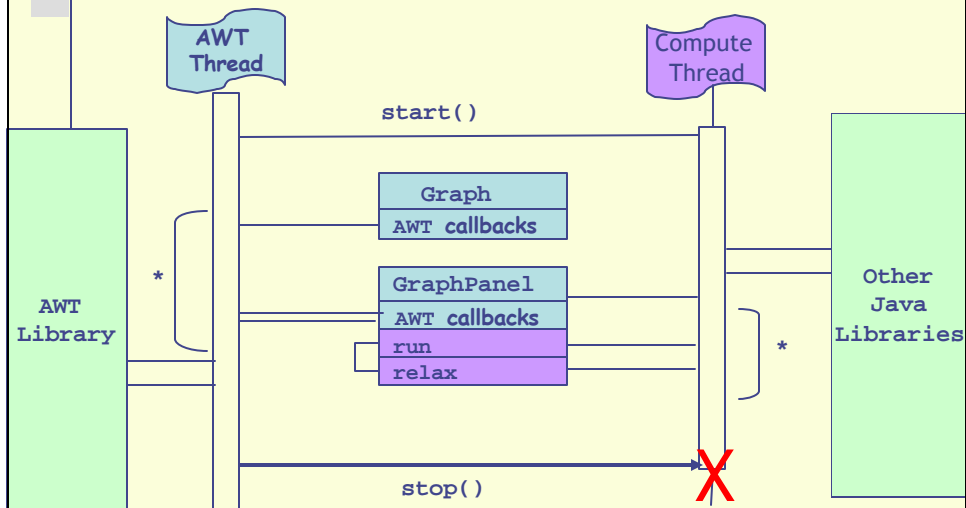 AWT
Thread
Compute
Thread
start()
Graph
AWT callbacks
*
GraphPanel
AWT callbacks
run
relax
*
AWT
Library
Other
Java
Libraries
stop()
X